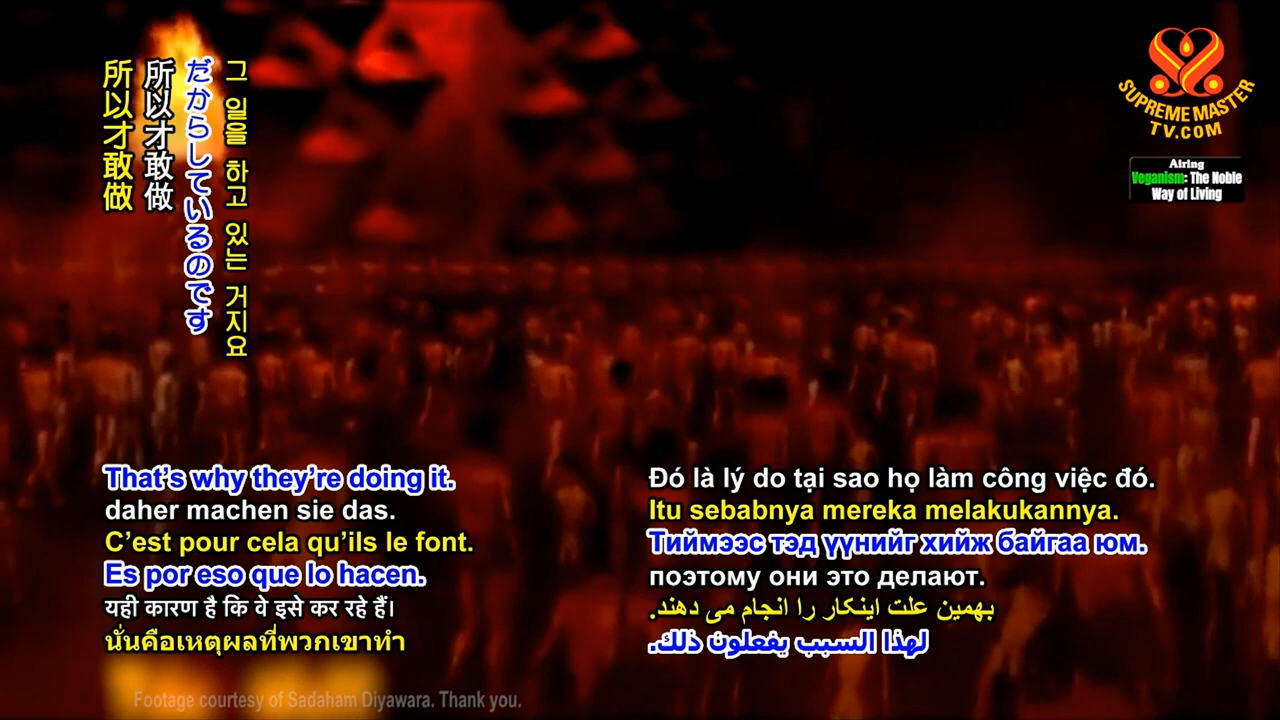 所以才敢做
所以才敢做
だからしているのです
그 일을 하고 있는 거지요
SUPREME MASTER
TV.COM
Airing
Veganism: The Noble
Way of Living
That's why they're doing it.
daher machen sie das.
C'est pour cela qu'ils le font.
Es por eso que lo hacen.
यही कारण है कि वे इसे कर रहे हैं।
นั่นคือเหตุผลที่พวกเขาทำ
Đó là lý do tại sao họ làm công việc đó.
Itu sebabnya mereka melakukannya.
Тиймээс тэд үүнийг хийж байгаа юм.
поэтому они это делают.
بهمین علت اینکار را انجام می دهند.
لهذا السبب يفعلون ذلك.
Footage courtesy of Sadaham Diyawara. Thank you.